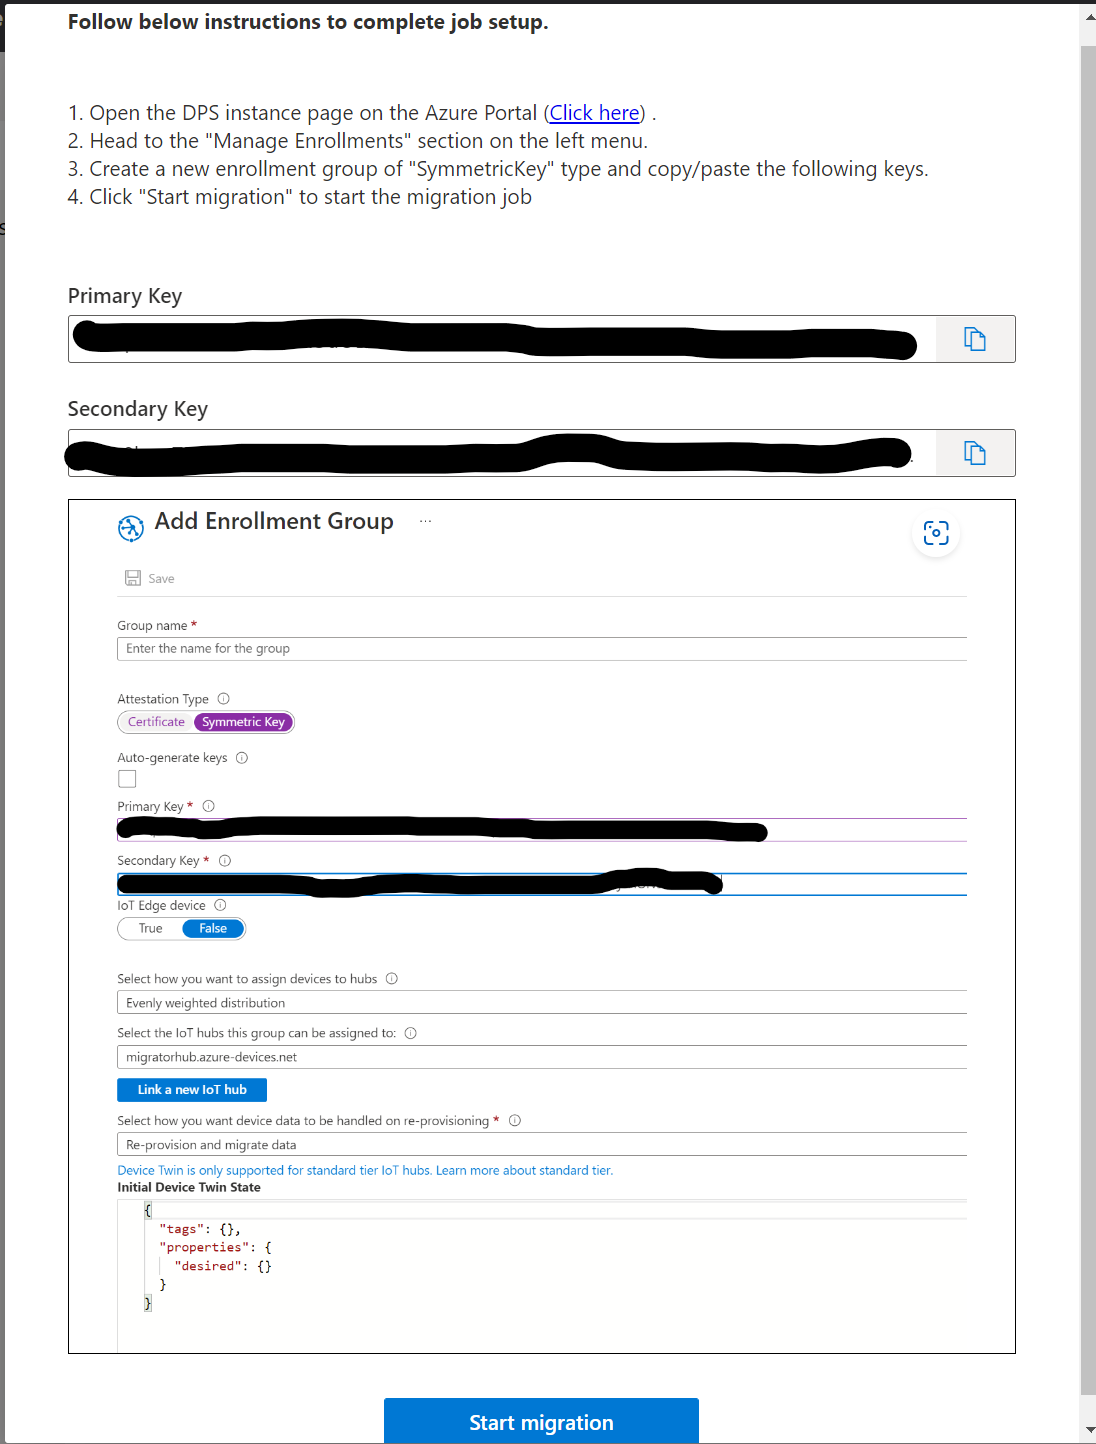 Follow below instructions to complete job setup.
1. Open the DPS instance page on the Azure Portal (Click here) .
2. Head to the "Manage Enrollments" section on the left menu.
3. Create a new enrollment group of "SymmetricKey" type and copy/paste the following keys.
4. Click "Start migration" to start the migration job
Primary Key
Secondary Key
Add Enrollment Group ...
Save
Group name *
Enter the name for the group
Attestation Type
Certificate Symmetric Key
Auto-generate keys
Primary Key *
Secondary Key *
IoT Edge device
True False
Select how you want to assign devices to hubs
Evenly weighted distribution
Select the IoT hubs this group can be assigned to:
migratorhub.azure-devices.net
Link a new IoT hub
Select how you want device data to be handled on re-provisioning *
Re-provision and migrate data
Device Twin is only supported for standard tier IoT hubs. Learn more about standard tier.
Initial Device Twin State
{
"tags": {},
"properties": {
"desired": {}
}
}
Start migration